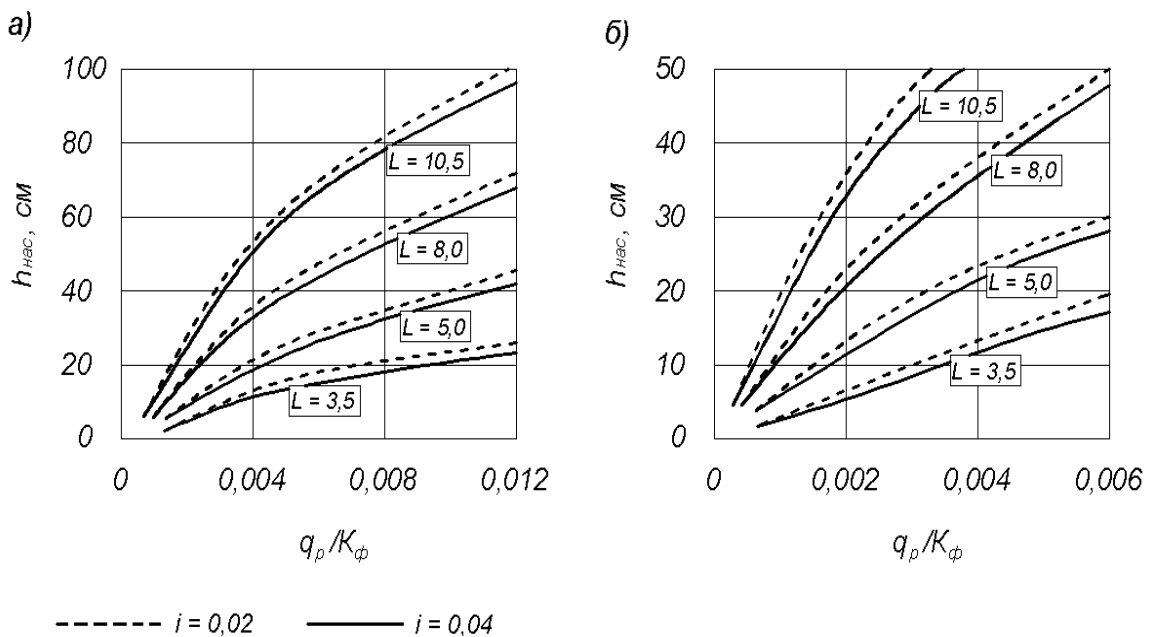 а)
100
80
60
40
20
0
h нас, см
L = 10,5
L = 8,0
L = 5,0
L = 3,5
0 0,004 0,008 0,012
q р /К ф
б)
50
40
30
20
10
0
h нас, см
L = 10,5
L = 8,0
L = 5,0
L = 3,5
0 0,002 0,004 0,006
q р /К ф
i = 0,02 i = 0,04